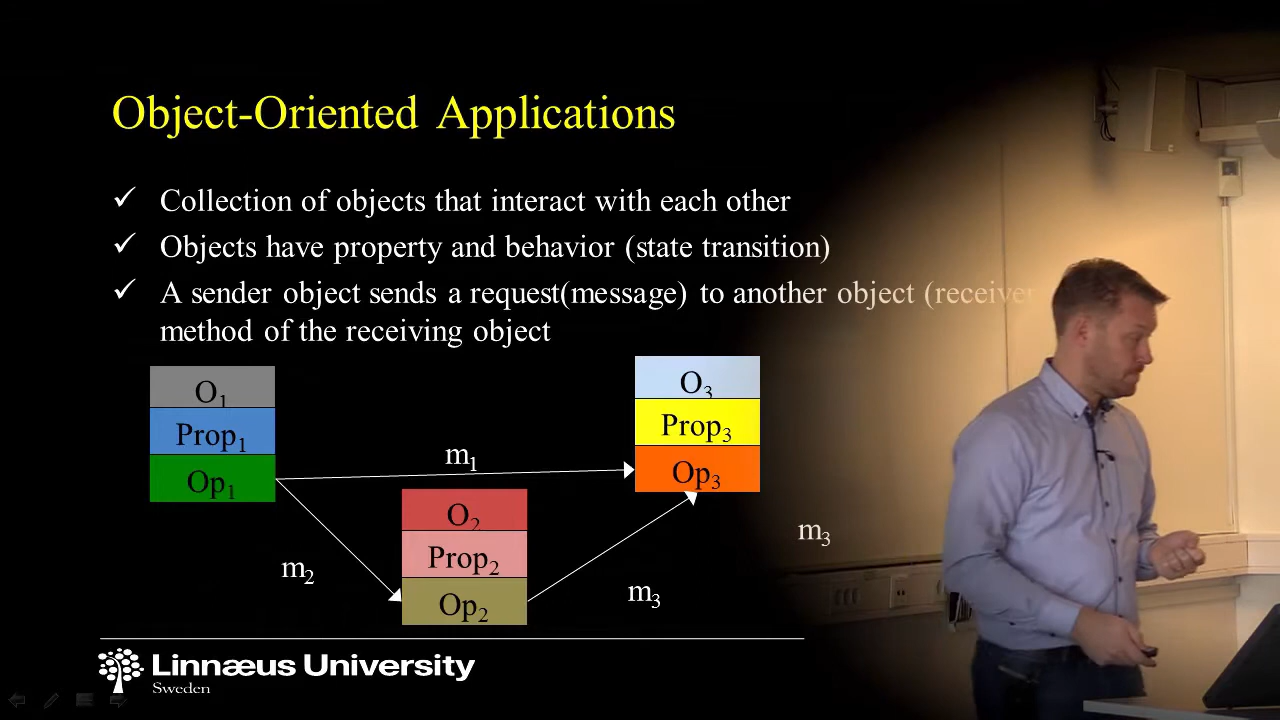 Object-Oriented Applications
✓ Collection of objects that interact with each other
✓ Objects have property and behavior (state transition)
✓ A sender object sends a request(message) to another object (receiver
method of the receiving object
O₁
Prop₁
Op₁
m₁
O₃
Prop₃
Op₃
m₂
O₂
Prop₂
Op₂
m₃
m₃
Linnæus University
Sweden